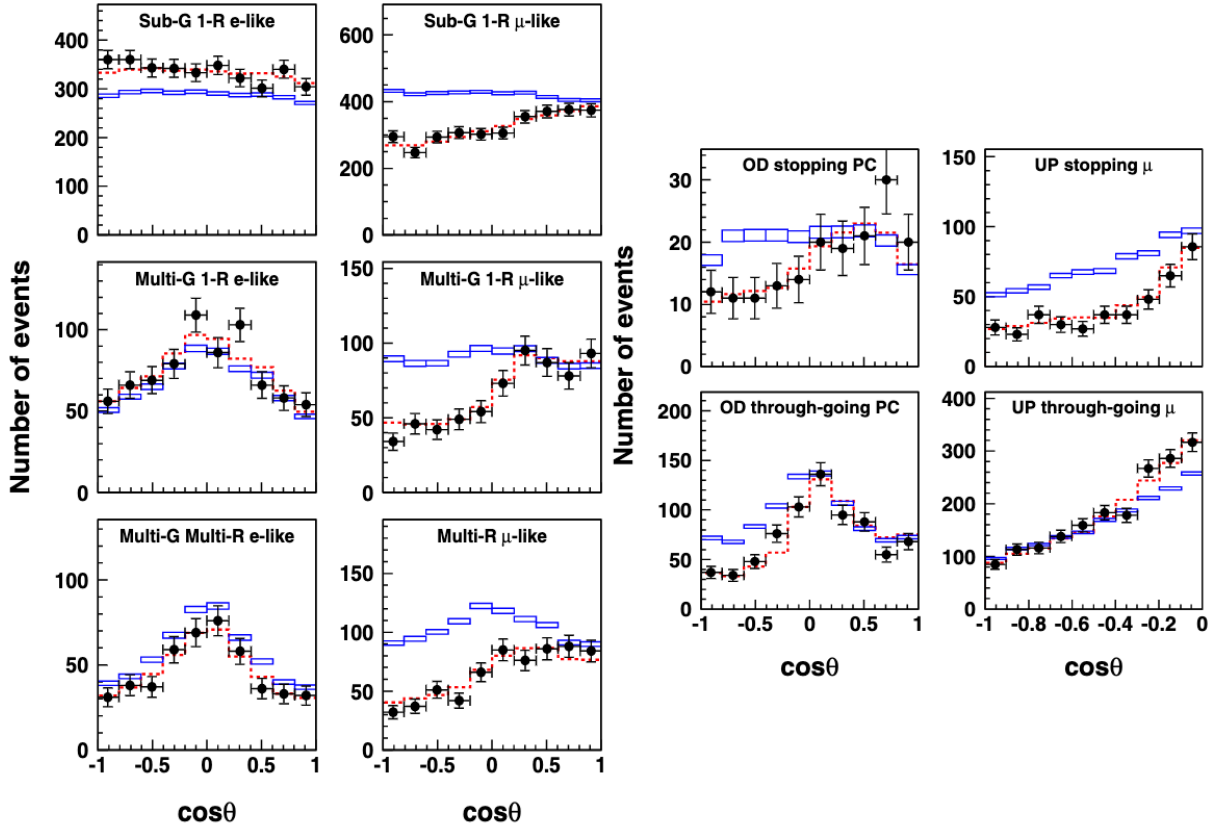 Sub-G 1-R e-like
400
300
200
100
0
Sub-G 1-R μ-like
600
400
200
0
Multi-G 1-R e-like
100
50
0
Multi-G 1-R μ-like
150
100
50
0
Multi-G Multi-R e-like
100
50
0
-1 -0.5 0 0.5 1
cosθ
Multi-R μ-like
200
150
100
50
0
-1 -0.5 0 0.5 1
cosθ
Number of events
OD stopping PC
30
20
10
0
UP stopping μ
150
100
50
0
OD through-going PC
200
150
100
50
0
-1 -0.5 0 0.5 1
cosθ
UP through-going μ
400
300
200
100
0
-1 -0.8 -0.6 -0.4 -0.2 0
cosθ
Number of events